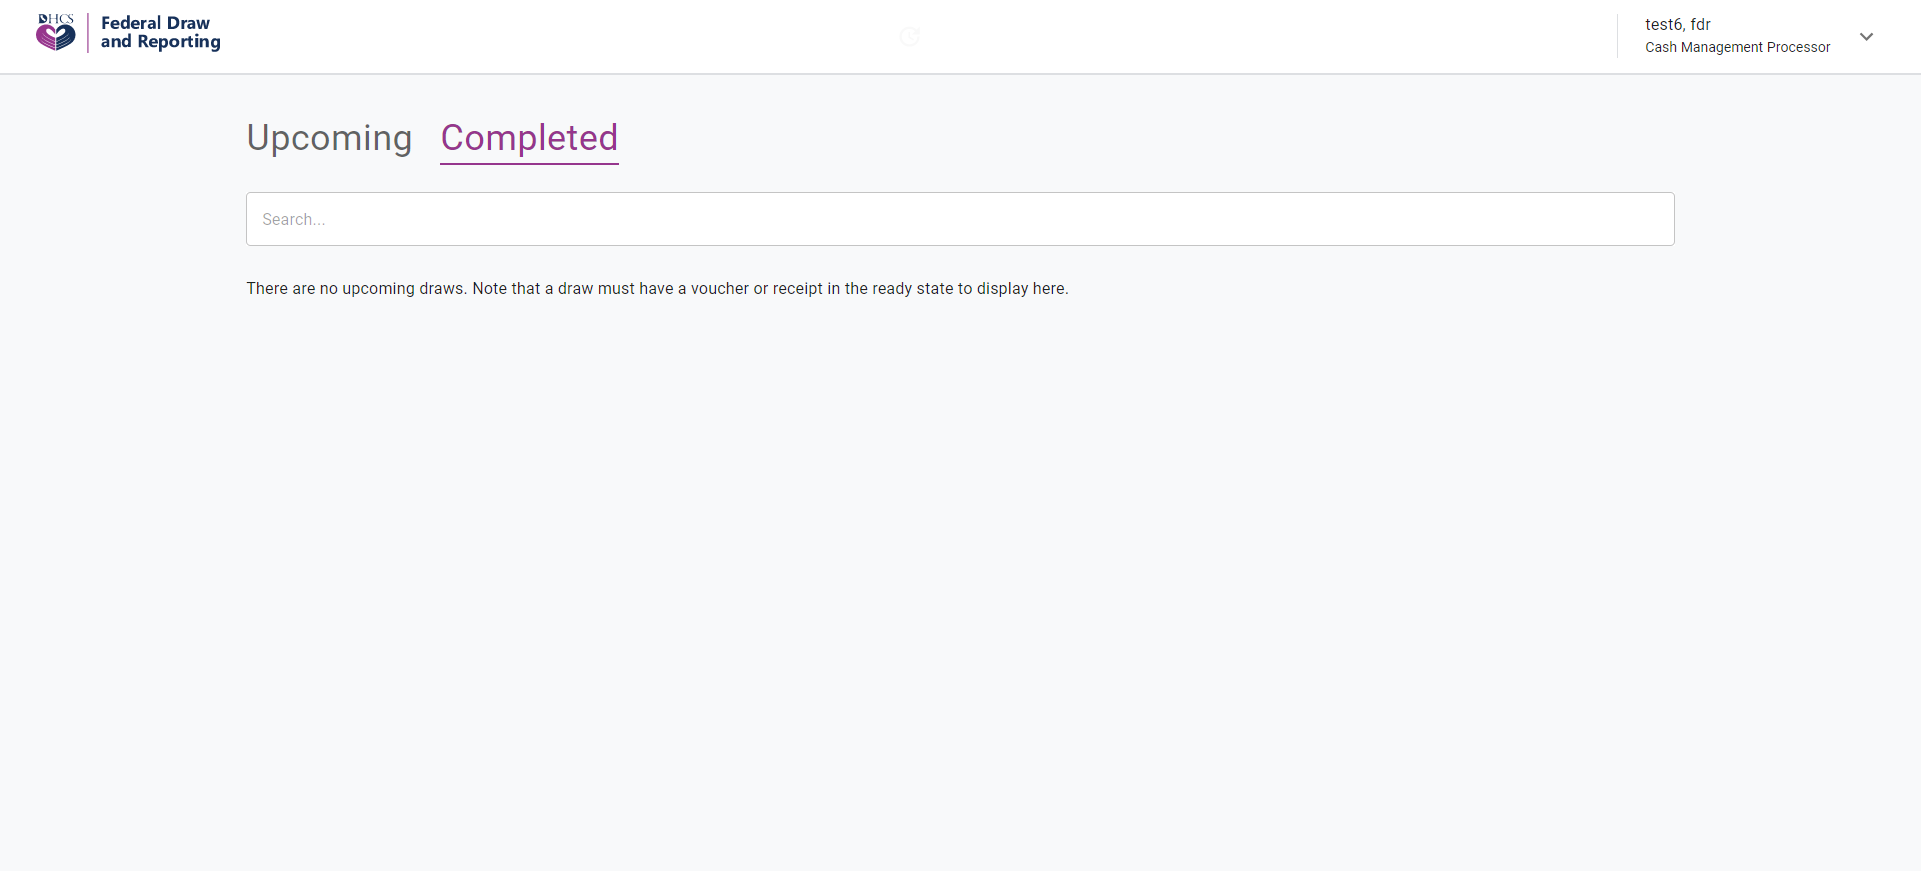 DHCS
Federal Draw
and Reporting
test6, fdr
Cash Management Processor
Upcoming
Completed
Search...
There are no upcoming draws. Note that a draw must have a voucher or receipt in the ready state to display here.